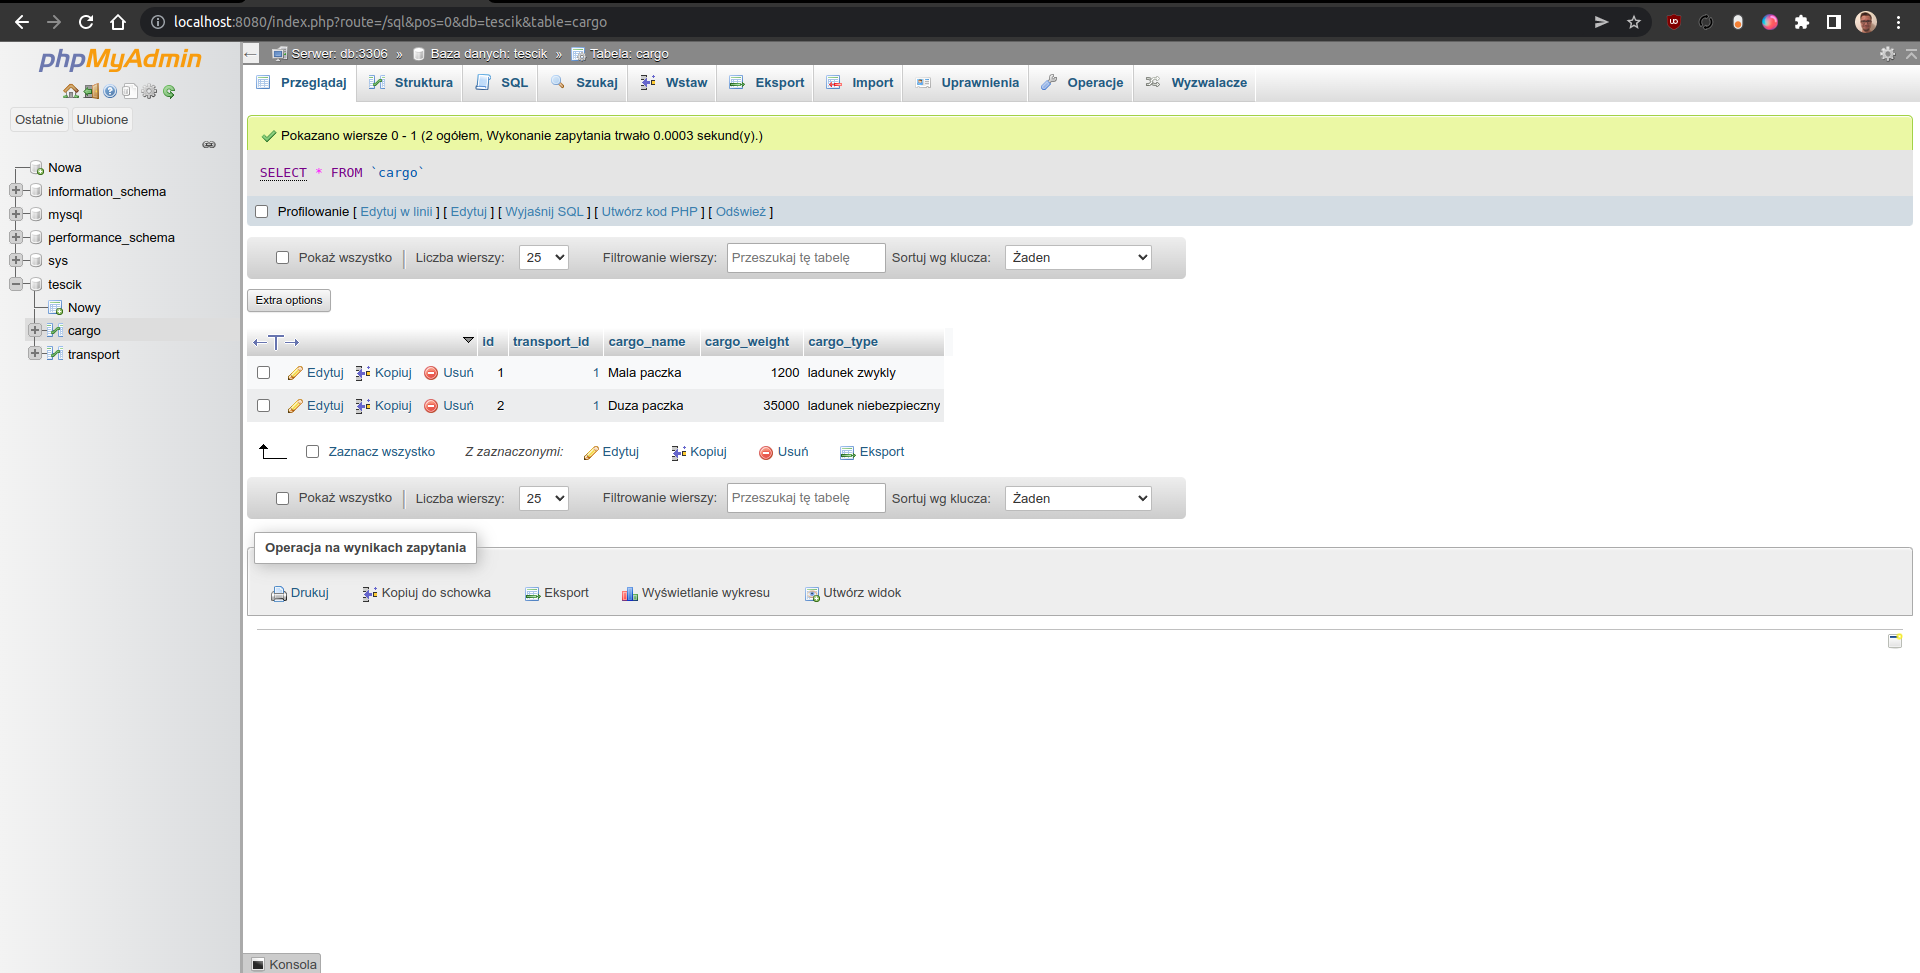 localhost:8080/index.php?route=/sql&pos=0&db=tescik&table=cargo
phpMyAdmin
Ostatnie Ulubione
Nowa
information_schema
mysql
performance_schema
sys
tescik
Nowy
cargo
transport
Serwer: db:3306 » Baza danych: tescik » Tabela: cargo
Przeglądaj Struktura SQL Szukaj Wstaw Eksport Import Uprawnienia Operacje Wyzwalacze
Pokazano wiersze 0 - 1 (2 ogółem, Wykonanie zapytania trwało 0.0003 sekund(y).)
SELECT * FROM `cargo`
Profilowanie [ Edytuj w linii ] [ Edytuj ] [ Wyjaśnij SQL ] [ Utwórz kod PHP ] [ Odśwież ]
Pokaż wszystko Liczba wierszy: 25 Filtrowanie wierszy: Przeszukaj tę tabelę Sortuj wg klucza: Żaden
Extra options
←T→ id transport_id cargo_name cargo_weight cargo_type
Edytuj Kopiuj Usuń 1 1 Mala paczka 1200 ladunek zwykly
Edytuj Kopiuj Usuń 2 1 Duza paczka 35000 ladunek niebezpieczny
Zaznacz wszystko Z zaznaczonymi: Edytuj Kopiuj Usuń Eksport
Pokaż wszystko Liczba wierszy: 25 Filtrowanie wierszy: Przeszukaj tę tabelę Sortuj wg klucza: Żaden
Operacja na wynikach zapytania
Drukuj Kopiuj do schowka Eksport Wyświetlanie wykresu Utwórz widok
Konsola